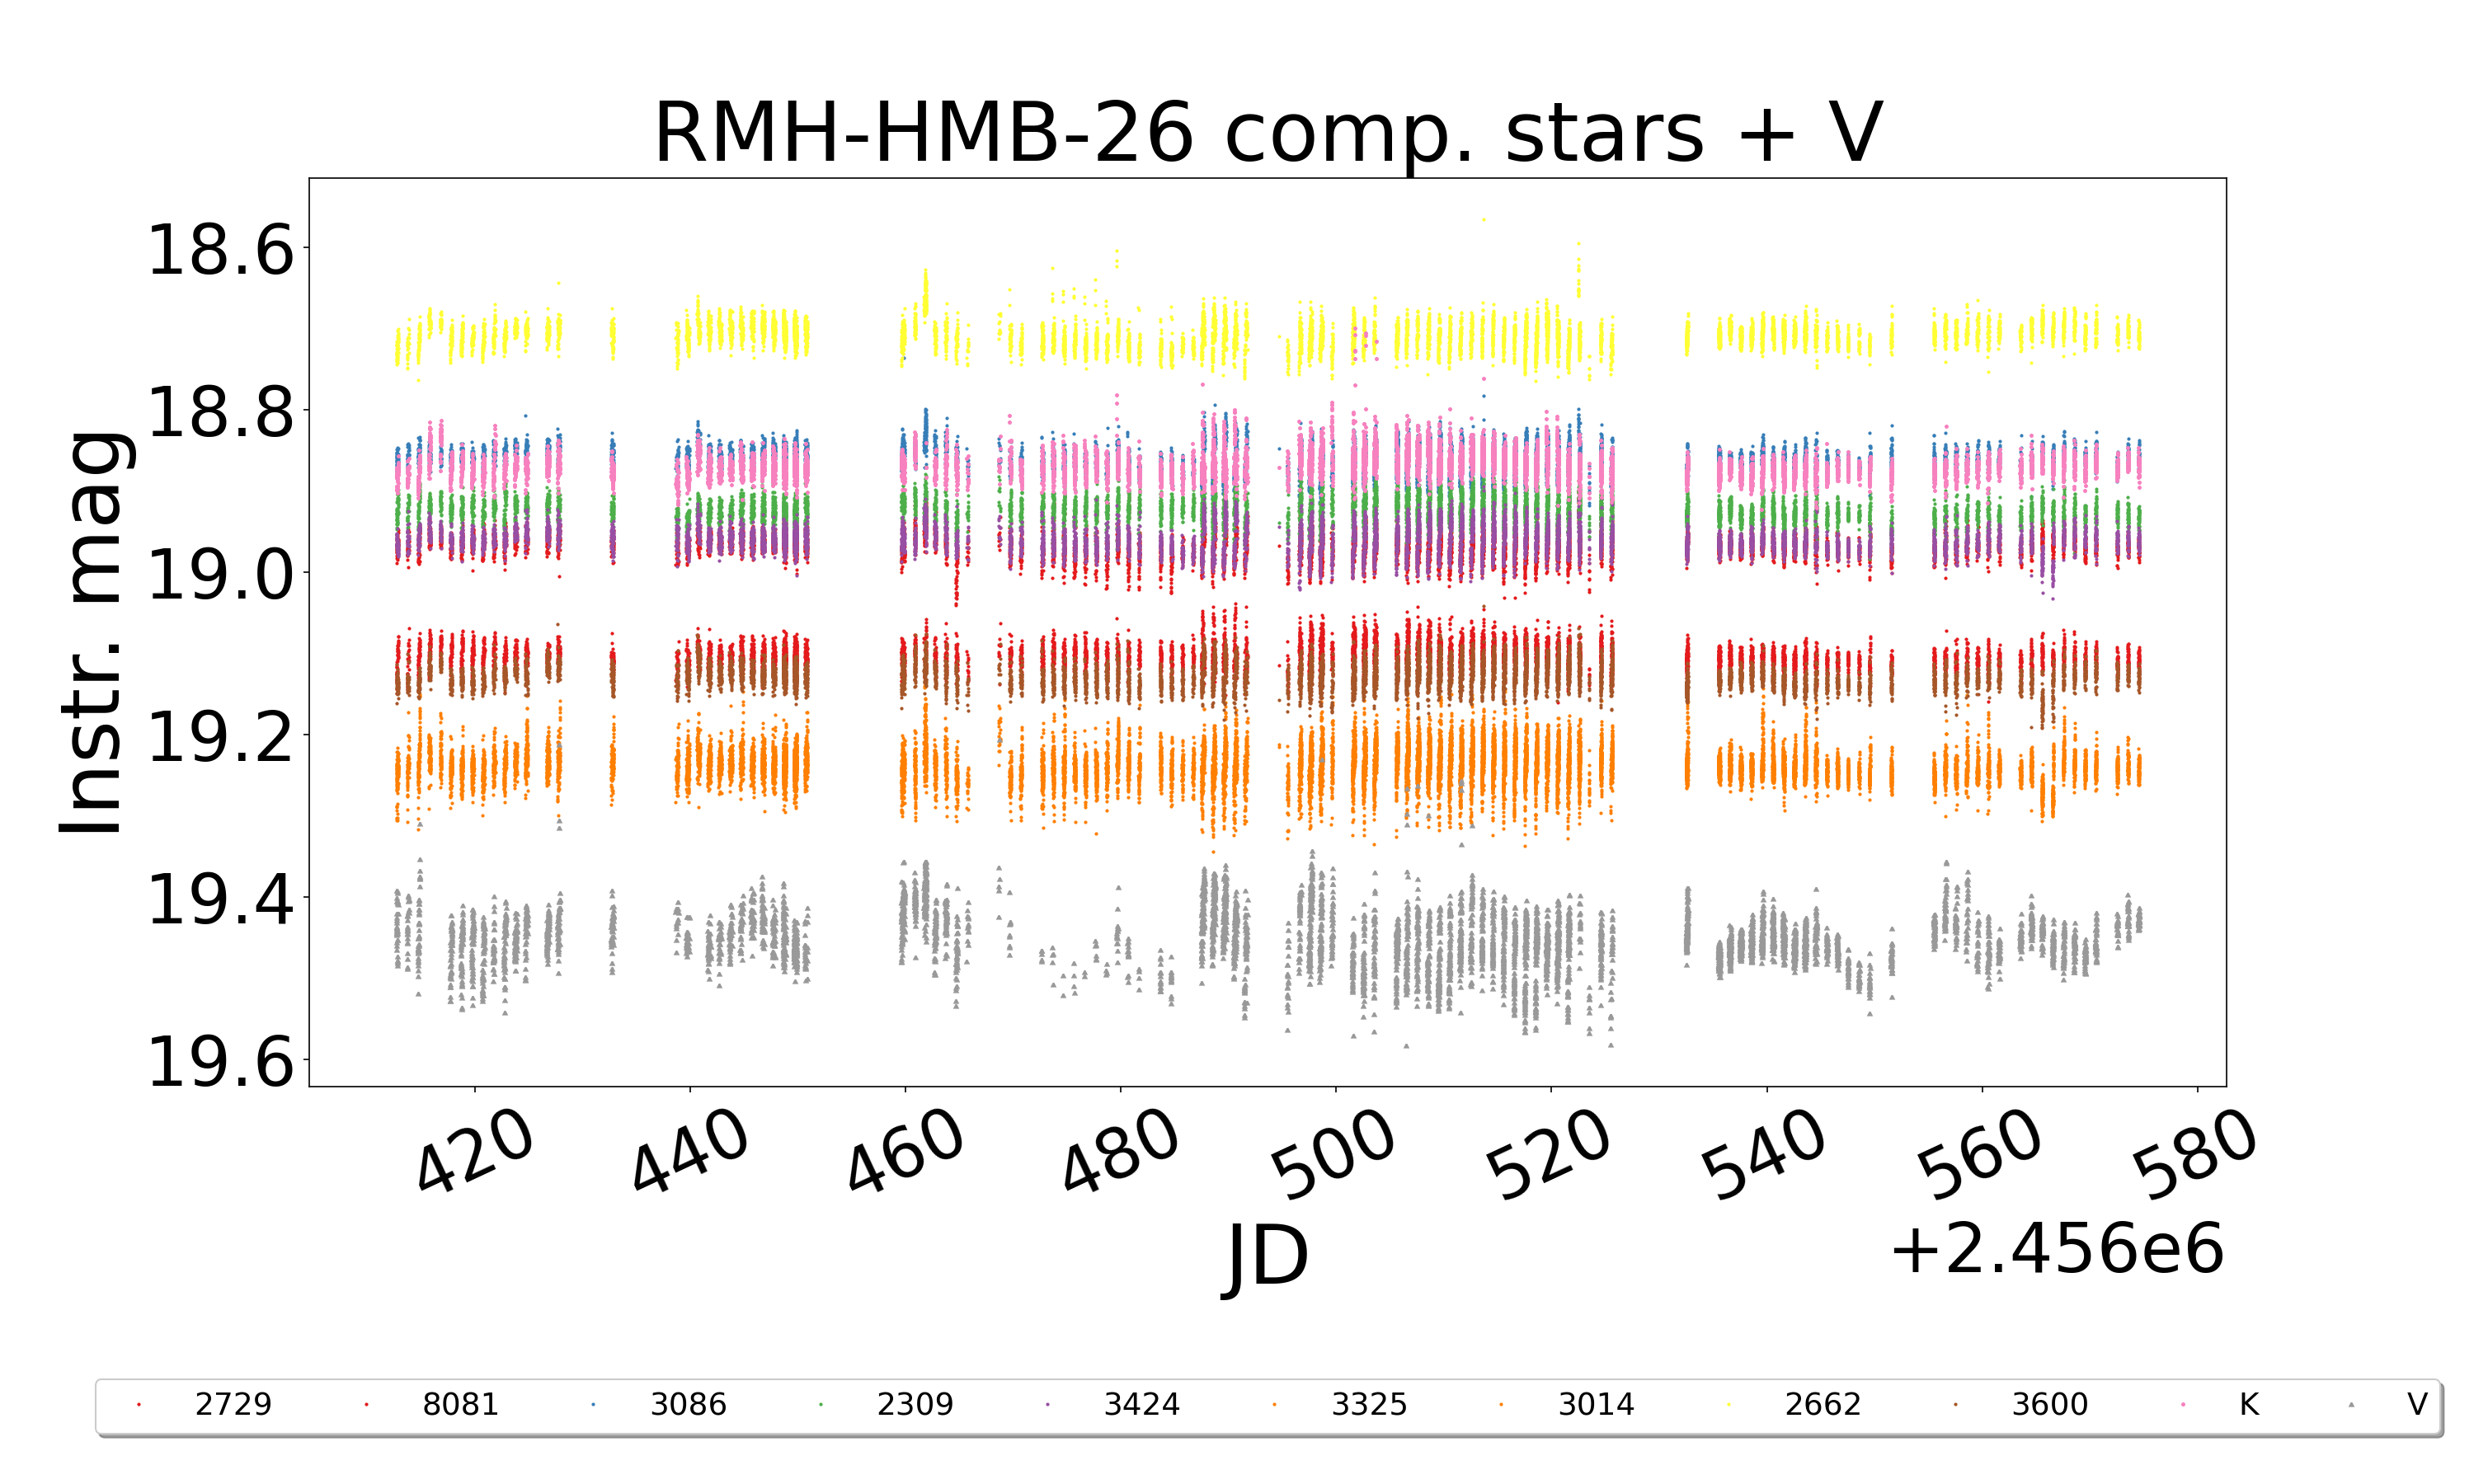 RMH-HMB-26 comp. stars + V
Instr. mag
18.6
18.8
19.0
19.2
19.4
19.6
420 440 460 480 500 520 540 560 580
JD
+2.456e6
2729 8081 3086 2309 3424 3325 3014 2662 3600 K V